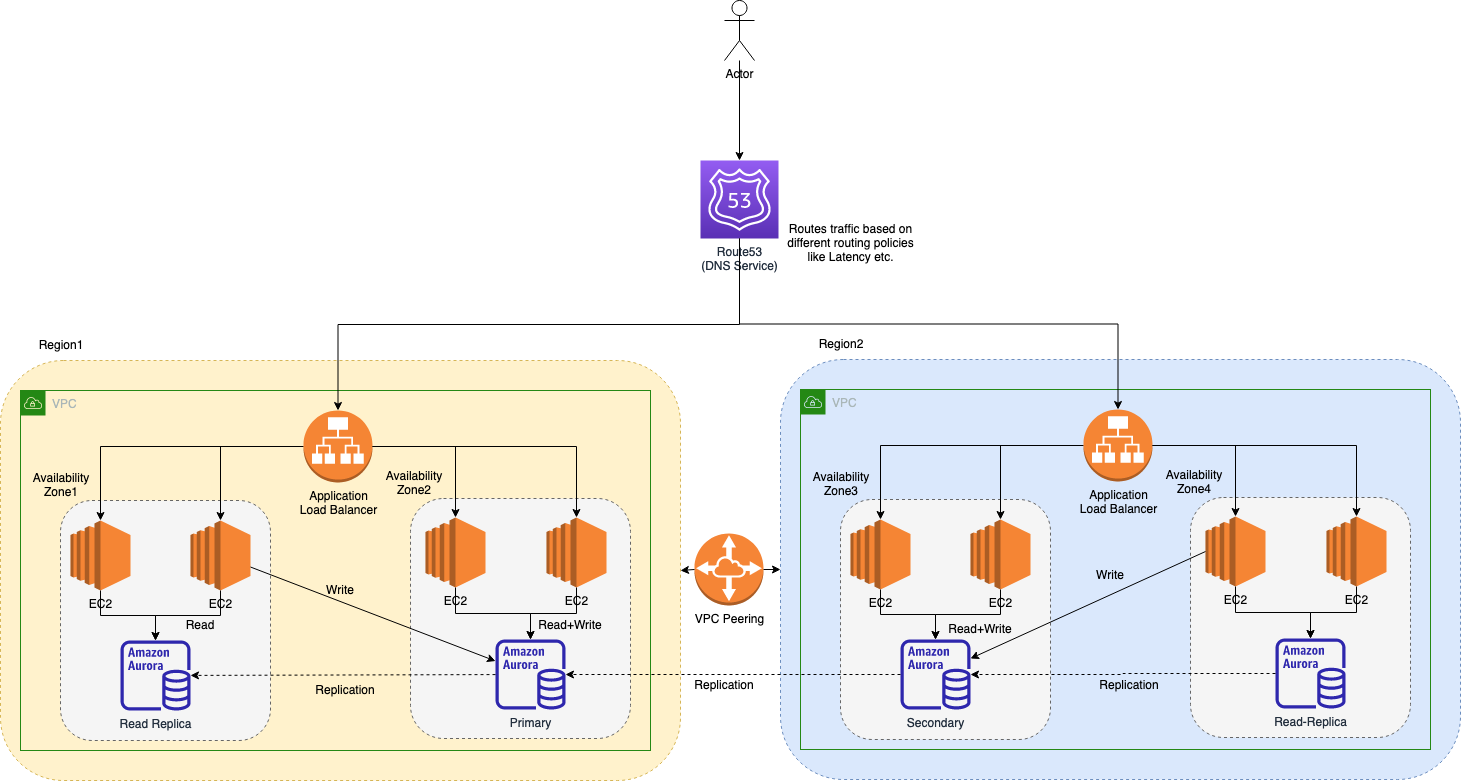 Actor
53
Route53
(DNS Service)
Routes traffic based on
different routing policies
like Latency etc.
Region1
VPC
Application
Load Balancer
Availability
Zone1
Availability
Zone2
EC2
EC2
EC2
EC2
Write
Read
Read+Write
Amazon
Aurora
Read Replica
Replication
Amazon
Aurora
Primary
VPC Peering
Replication
Region2
VPC
Application
Load Balancer
Availability
Zone3
Availability
Zone4
EC2
EC2
EC2
EC2
Write
Read+Write
Amazon
Aurora
Secondary
Replication
Amazon
Aurora
Read-Replica